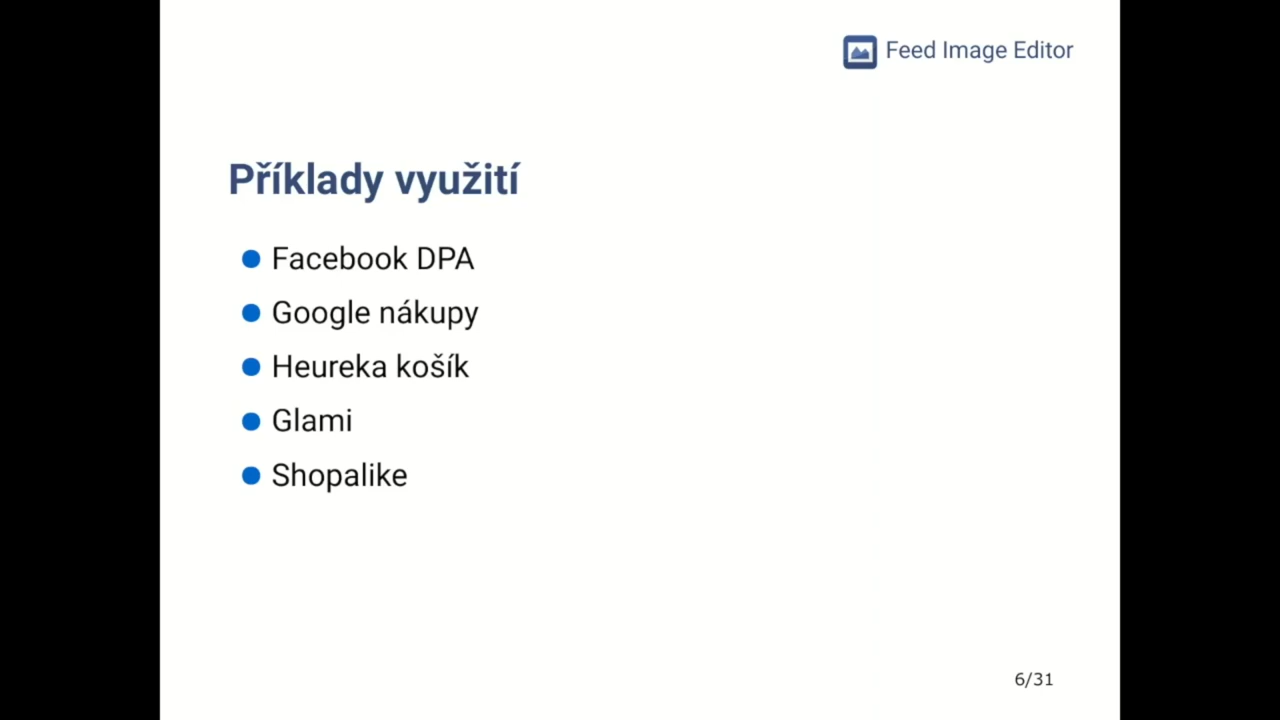 Feed Image Editor
Příklady využití
Facebook DPA
Google nákupy
Heureka košík
Glami
Shopalike
6/31